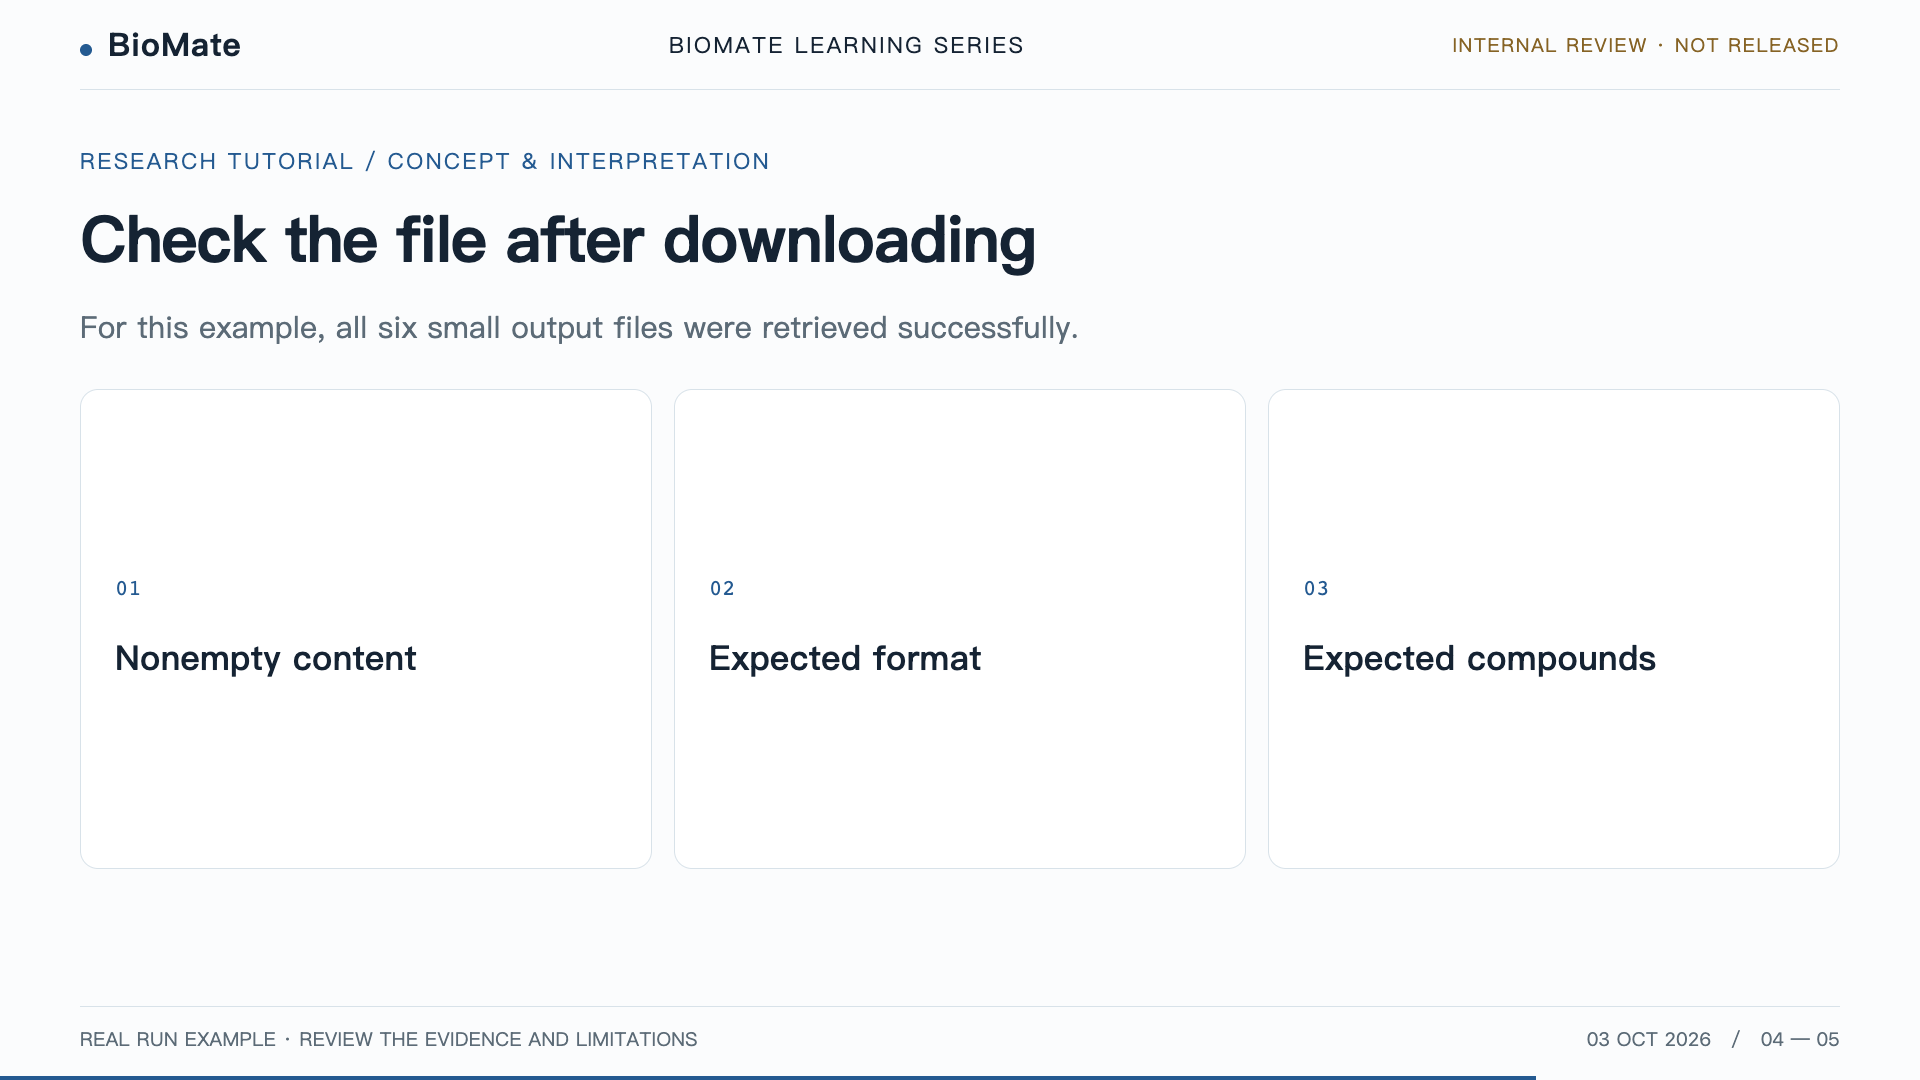 BioMate
BIOMATE LEARNING SERIES
INTERNAL REVIEW · NOT RELEASED
RESEARCH TUTORIAL / CONCEPT & INTERPRETATION
Check the file after downloading
For this example, all six small output files were retrieved successfully.
01
Nonempty content
02
Expected format
03
Expected compounds
REAL RUN EXAMPLE · REVIEW THE EVIDENCE AND LIMITATIONS
03 OCT 2026 / 04 — 05